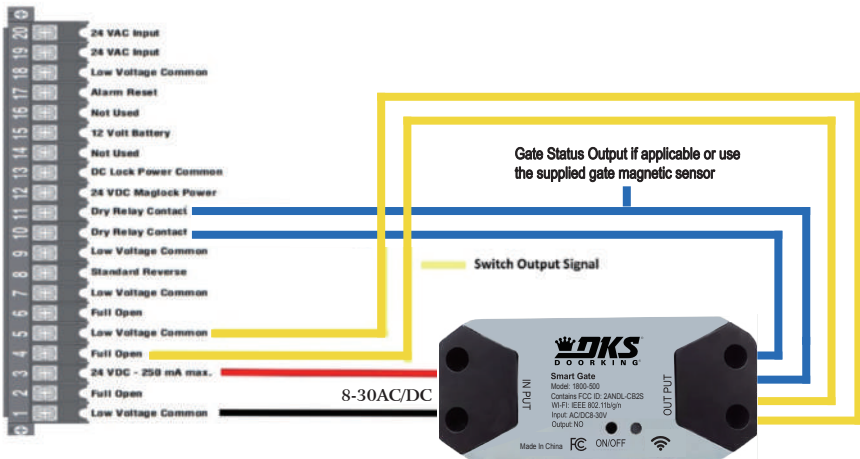 20 24 VAC Input
19 24 VAC Input
18 Low Voltage Common
17 Alarm Reset
16 Not Used
15 12 Volt Battery
14 Not Used
13 DC Lock Power Common
12 24 VDC Maglock Power
11 Dry Relay Contact
10 Dry Relay Contact
9 Low Voltage Common
8 Standard Reverse
7 Low Voltage Common
6 Full Open
5 Low Voltage Common
4 Full Open
3 24 VDC - 250 mA max.
2 Full Open
1 Low Voltage Common
Gate Status Output if applicable or use
the supplied gate magnetic sensor
Switch Output Signal
8-30AC/DC
IN PUT
DKS
DOORKING®
Smart Gate
Model: 1800-500
Contains FCC ID: 2ANDL-CB2S
WI-FI: IEEE 802.11b/g/n
Input: AC/DC8-30V
Output: NO
Made In China FC ON/OFF
OUT PUT